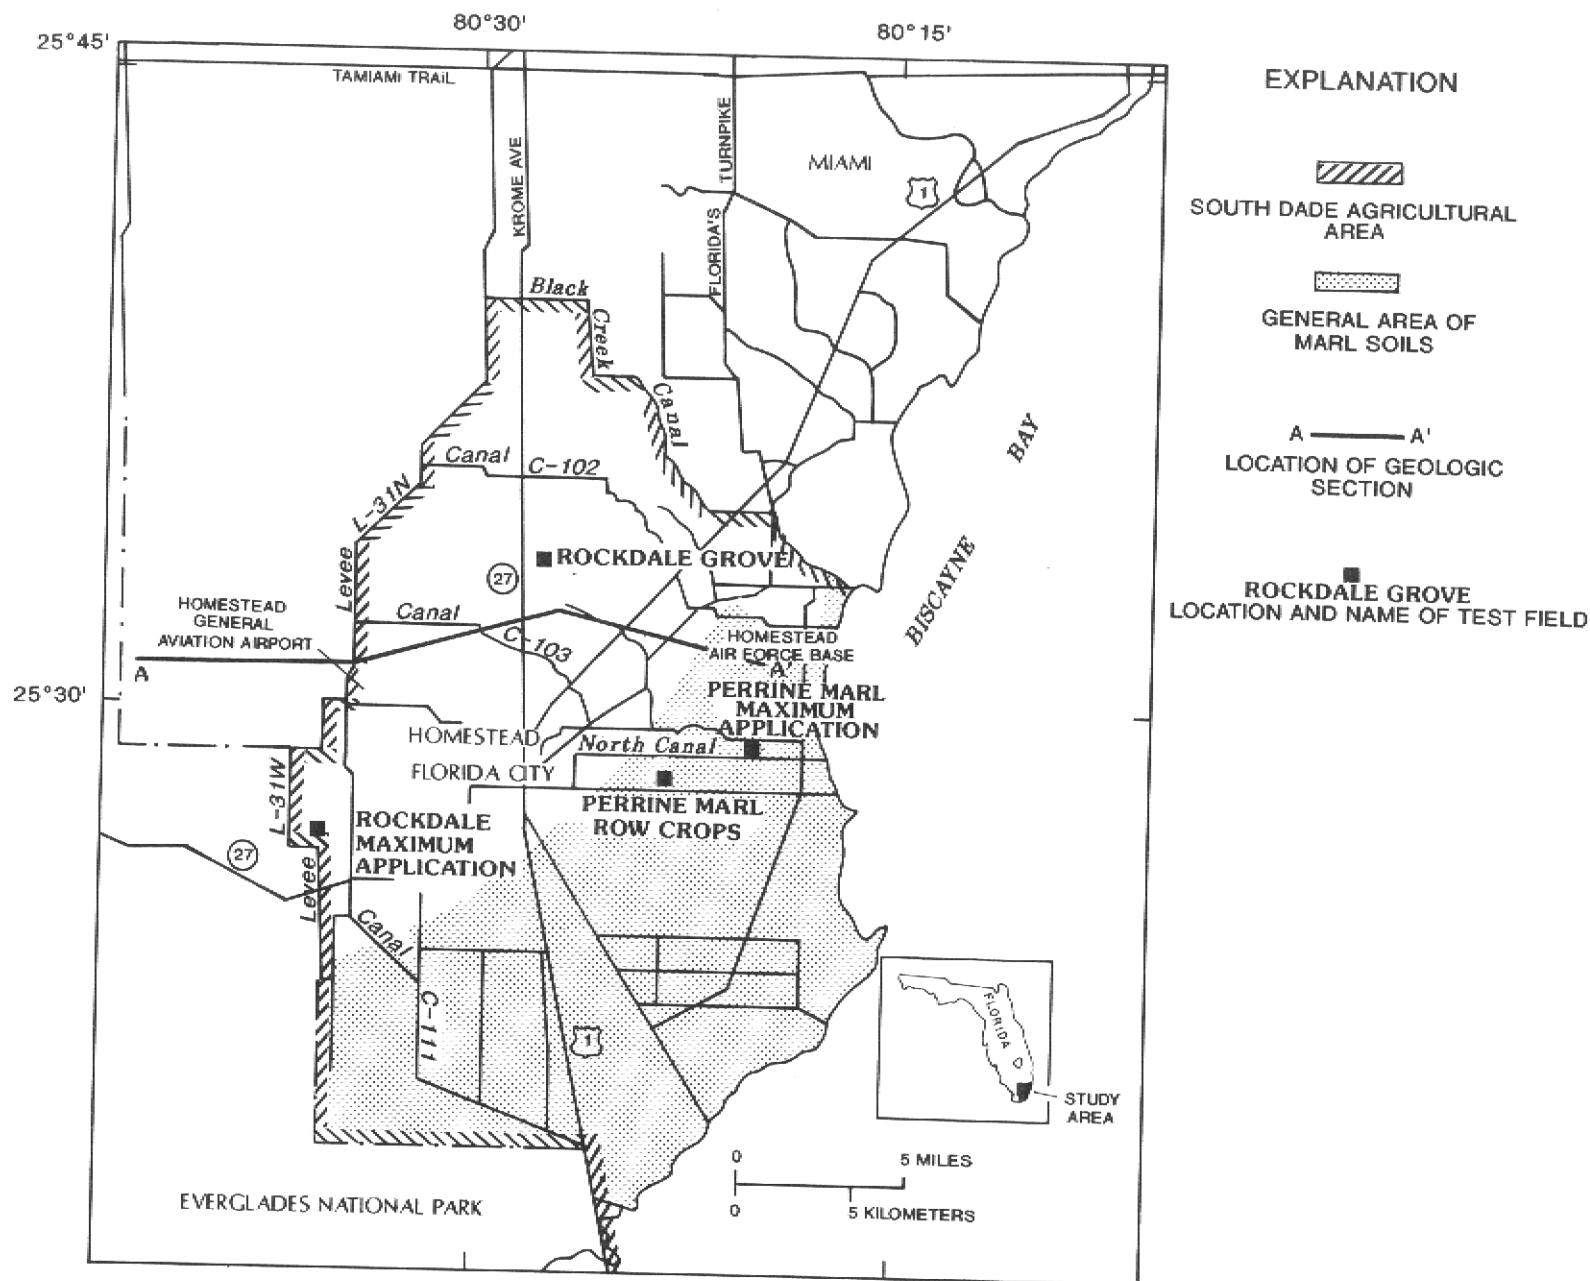 80°30'
80°15'
25°45'
TAMIAMI TRAIL
KROME AVE
FLORIDA'S TURNPIKE
MIAMI
1
Black
Creek
Canal
Canal C-102
L-31N
Levee
ROCKDALE GROVE
27
HOMESTEAD
GENERAL
AVIATION AIRPORT
Canal
C-103
HOMESTEAD
AIR FORCE BASE
A
A'
25°30'
PERRINE MARL
MAXIMUM
APPLICATION
HOMESTEAD
North Canal
FLORIDA CITY
L-31W
PERRINE MARL
ROW CROPS
ROCKDALE
MAXIMUM
APPLICATION
27
Levee
Canal
C-111
1
BISCAYNE BAY
EVERGLADES NATIONAL PARK
FLORIDA
STUDY
AREA
0 5 MILES
0 5 KILOMETERS
EXPLANATION
SOUTH DADE AGRICULTURAL
AREA
GENERAL AREA OF
MARL SOILS
A A'
LOCATION OF GEOLOGIC
SECTION
ROCKDALE GROVE
LOCATION AND NAME OF TEST FIELD